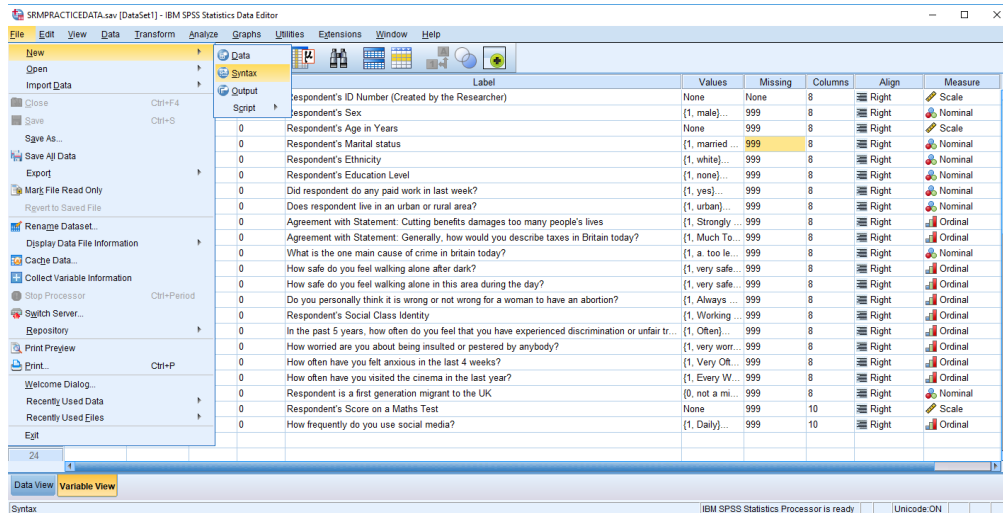 SRMPRACTICEDATA.sav [DataSet1] - IBM SPSS Statistics Data Editor
File Edit View Data Transform Analyze Graphs Utilities Extensions Window Help
New
Open
Import Data
Close Ctrl+F4
Save Ctrl+S
Save As...
Save All Data
Export
Mark File Read Only
Revert to Saved File
Rename Dataset...
Display Data File Information
Cache Data...
Collect Variable Information
Stop Processor Ctrl+Period
Switch Server...
Repository
Print Preview
Print... Ctrl+P
Welcome Dialog...
Recently Used Data
Recently Used Files
Exit
Data
Syntax
Output
Script
Label Values Missing Columns Align Measure
espondent's ID Number (Created by the Researcher) None None 8 Right Scale
espondent's Sex {1, male}... 999 8 Right Nominal
0 Respondent's Age in Years None 999 8 Right Scale
0 Respondent's Marital status {1, married ... 999 8 Right Nominal
0 Respondent's Ethnicity {1, white}... 999 8 Right Nominal
0 Respondent's Education Level {1, none}... 999 8 Right Nominal
0 Did respondent do any paid work in last week? {1, yes}... 999 8 Right Nominal
0 Does respondent live in an urban or rural area? {1, urban}... 999 8 Right Nominal
0 Agreement with Statement: Cutting benefits damages too many people's lives {1, Strongly ... 999 8 Right Ordinal
0 Agreement with Statement: Generally, how would you describe taxes in Britain today? {1, Much To... 999 8 Right Ordinal
0 What is the one main cause of crime in britain today? {1, a. too le... 999 8 Right Nominal
0 How safe do you feel walking alone after dark? {1, very safe... 999 8 Right Ordinal
0 How safe do you feel walking alone in this area during the day? {1, very safe... 999 8 Right Ordinal
0 Do you personally think it is wrong or not wrong for a woman to have an abortion? {1, Always ... 999 8 Right Ordinal
0 Respondent's Social Class Identity {1, Working ... 999 8 Right Ordinal
0 In the past 5 years, how often do you feel that you have experienced discrimination or unfair tr... {1, Often}... 999 8 Right Ordinal
0 How worried are you about being insulted or pestered by anybody? {1, very worr... 999 8 Right Ordinal
0 How often have you felt anxious in the last 4 weeks? {1, Very Oft... 999 8 Right Ordinal
0 How often have you visited the cinema in the last year? {1, Every W... 999 8 Right Ordinal
0 Respondent is a first generation migrant to the UK {0, not a mi... 999 8 Right Nominal
0 Respondent's Score on a Maths Test None 999 10 Right Scale
0 How frequently do you use social media? {1, Daily}... 999 10 Right Ordinal
24
Data View Variable View
Syntax IBM SPSS Statistics Processor is ready Unicode:ON